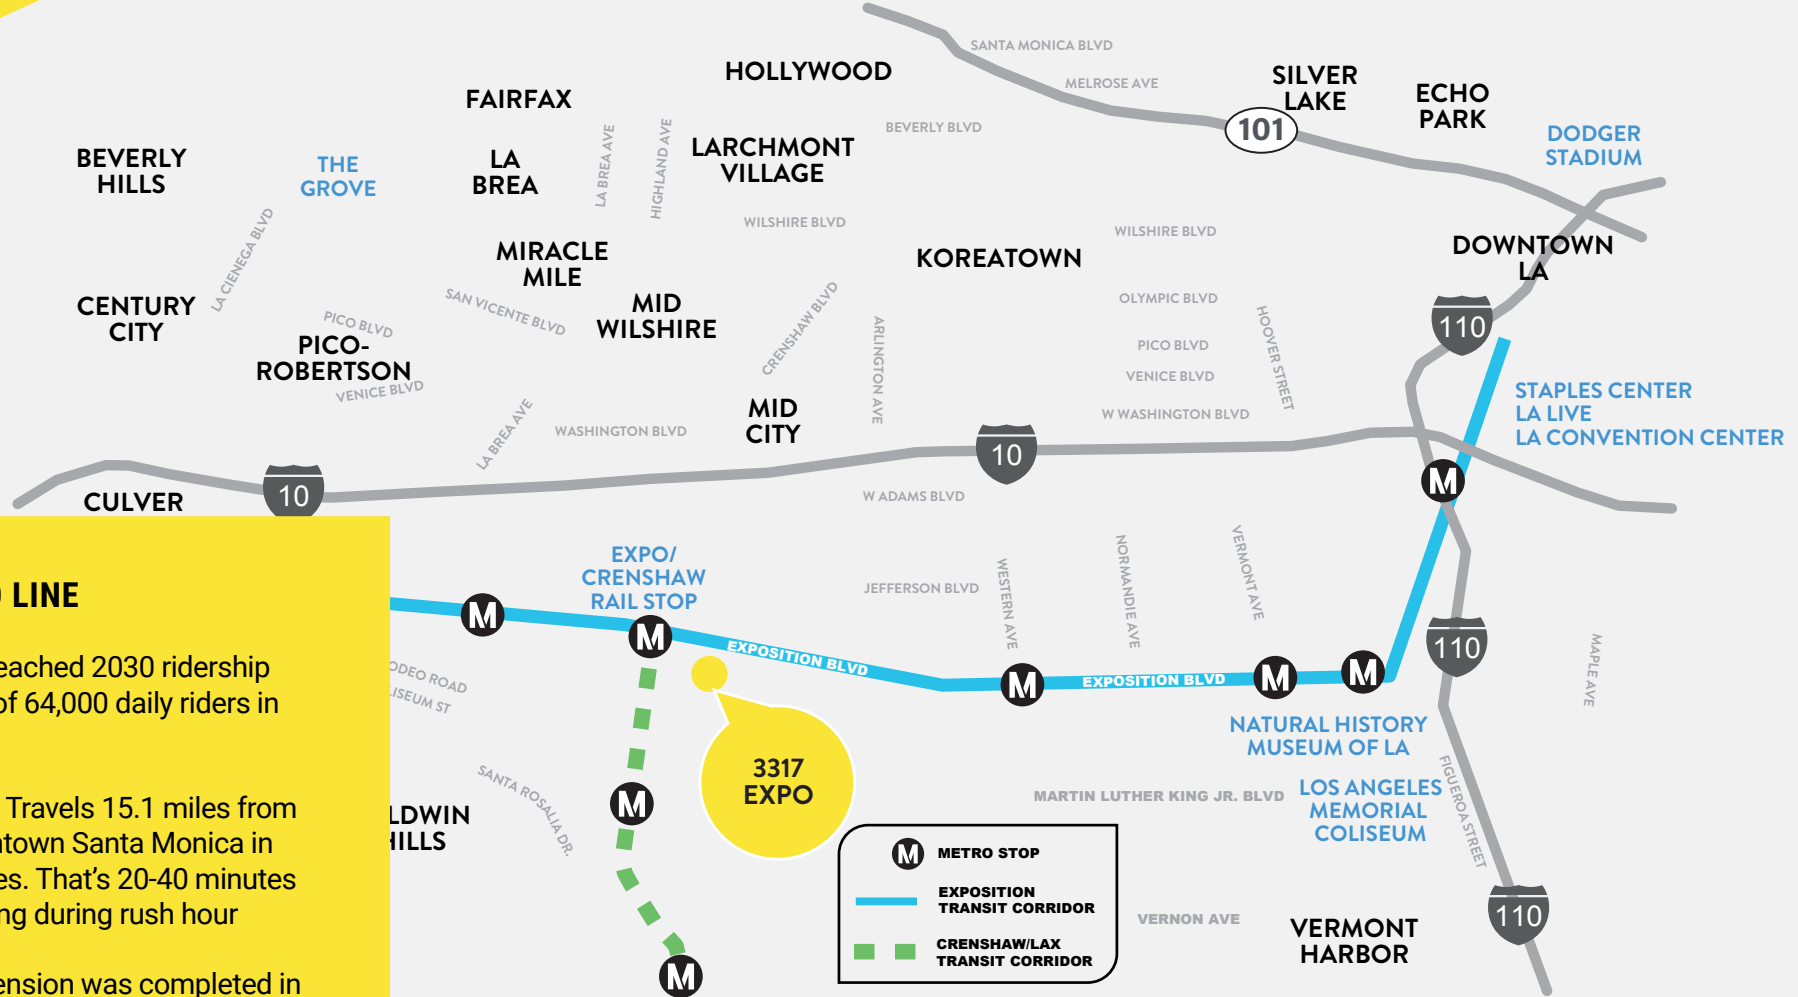 SANTA MONICA BLVD
HOLLYWOOD
MELROSE AVE
SILVER
LAKE
ECHO
PARK
FAIRFAX
101
BEVERLY BLVD
DODGER
STADIUM
BEVERLY
HILLS
THE
GROVE
LA
BREA
LA BREA AVE
HIGHLAND AVE
LARCHMONT
VILLAGE
WILSHIRE BLVD
WILSHIRE BLVD
LA CIENEGA BLVD
MIRACLE
MILE
KOREATOWN
DOWNTOWN
LA
CENTURY
CITY
SAN VICENTE BLVD
MID
WILSHIRE
CRENSHAW BLVD
ARLINGTON AVE
OLYMPIC BLVD
HOOVER STREET
110
PICO BLVD
PICO-
ROBERTSON
VENICE BLVD
PICO BLVD
VENICE BLVD
STAPLES CENTER
LA LIVE
LA CONVENTION CENTER
LA BREA AVE
WASHINGTON BLVD
MID
CITY
W WASHINGTON BLVD
10
10
M
CULVER
W ADAMS BLVD
EXPO/
CRENSHAW
RAIL STOP
JEFFERSON BLVD
WESTERN AVE
NORMANDIE AVE
VERMONT AVE
LINE
M
M
EXPOSITION BLVD
M
EXPOSITION BLVD
M
M
110
MAPLE AVE
eached 2030 ridership
of 64,000 daily riders in
ODEO ROAD
LISEUM ST
NATURAL HISTORY
MUSEUM OF LA
3317
EXPO
SANTA ROSALIA DR.
M
MARTIN LUTHER KING JR. BLVD
LOS ANGELES
MEMORIAL
COLISEUM
FIGUEROA STREET
Travels 15.1 miles from
ntown Santa Monica in
es. That's 20-40 minutes
ng during rush hour
LDWIN
HILLS
M METRO STOP
EXPOSITION
TRANSIT CORRIDOR
CRENSHAW/LAX
TRANSIT CORRIDOR
VERNON AVE
VERMONT
HARBOR
110
M
ension was completed in